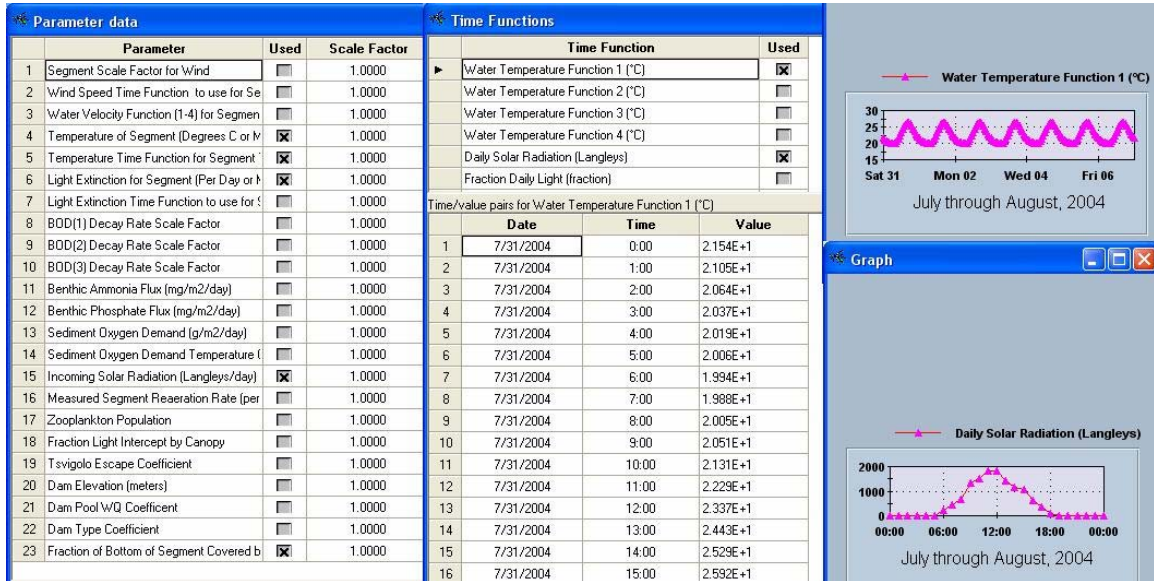 Parameter data
Parameter Used Scale Factor
1 Segment Scale Factor for Wind 1.0000
2 Wind Speed Time Function to use for Se 1.0000
3 Water Velocity Function (1-4) for Segmen 1.0000
4 Temperature of Segment (Degrees C or M 1.0000
5 Temperature Time Function for Segment 1.0000
6 Light Extinction for Segment (Per Day or M 1.0000
7 Light Extinction Time Function to use for S 1.0000
8 BOD(1) Decay Rate Scale Factor 1.0000
9 BOD(2) Decay Rate Scale Factor 1.0000
10 BOD(3) Decay Rate Scale Factor 1.0000
11 Benthic Ammonia Flux (mg/m2/day) 1.0000
12 Benthic Phosphate Flux (mg/m2/day) 1.0000
13 Sediment Oxygen Demand (g/m2/day) 1.0000
14 Sediment Oxygen Demand Temperature 1.0000
15 Incoming Solar Radiation (Langleys/day) 1.0000
16 Measured Segment Reaeration Rate (per 1.0000
17 Zooplankton Population 1.0000
18 Fraction Light Intercept by Canopy 1.0000
19 Tsvigolo Escape Coefficient 1.0000
20 Dam Elevation (meters) 1.0000
21 Dam Pool WQ Coefficent 1.0000
22 Dam Type Coefficient 1.0000
23 Fraction of Bottom of Segment Covered b 1.0000
Time Functions
Time Function Used
Water Temperature Function 1 (°C)
Water Temperature Function 2 (°C)
Water Temperature Function 3 (°C)
Water Temperature Function 4 (°C)
Daily Solar Radiation (Langleys)
Fraction Daily Light (fraction)
Time/value pairs for Water Temperature Function 1 (°C)
Date Time Value
1 7/31/2004 0:00 2.154E+1
2 7/31/2004 1:00 2.105E+1
3 7/31/2004 2:00 2.064E+1
4 7/31/2004 3:00 2.037E+1
5 7/31/2004 4:00 2.019E+1
6 7/31/2004 5:00 2.006E+1
7 7/31/2004 6:00 1.994E+1
8 7/31/2004 7:00 1.988E+1
9 7/31/2004 8:00 2.005E+1
10 7/31/2004 9:00 2.051E+1
11 7/31/2004 10:00 2.131E+1
12 7/31/2004 11:00 2.229E+1
13 7/31/2004 12:00 2.337E+1
14 7/31/2004 13:00 2.443E+1
15 7/31/2004 14:00 2.529E+1
16 7/31/2004 15:00 2.592E+1
Water Temperature Function 1 (°C)
30
25
20
15
Sat 31 Mon 02 Wed 04 Fri 06
July through August, 2004
Graph
Daily Solar Radiation (Langleys)
2000
1000
0
00:00 06:00 12:00 18:00 00:00
July through August, 2004